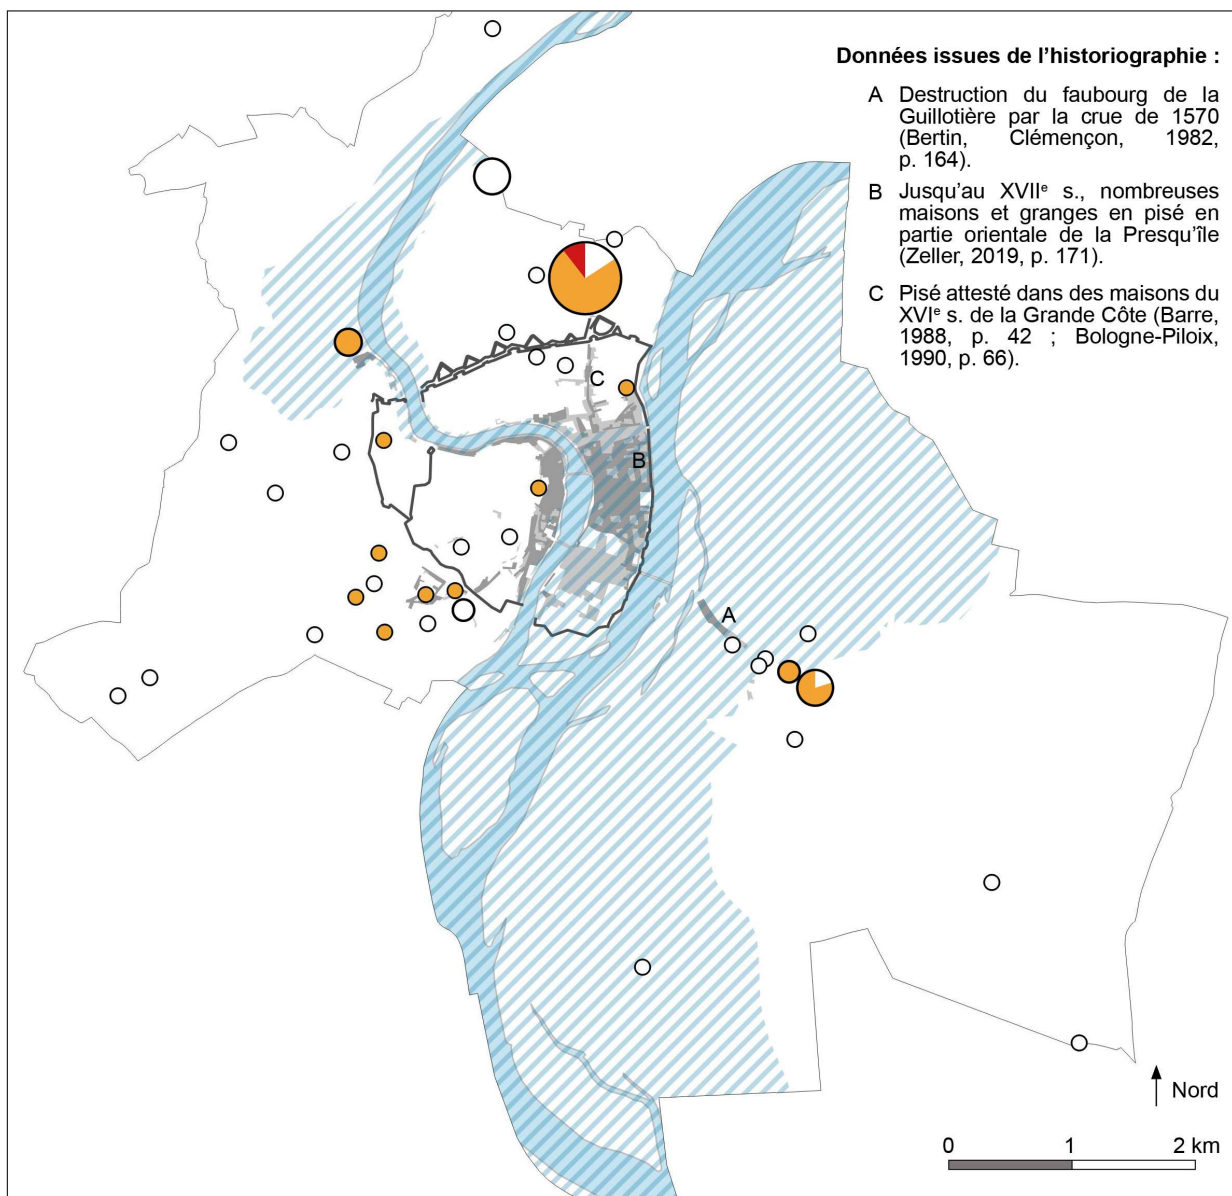 Données issues de l’historiographie :
A Destruction du faubourg de la
Guillotière par la crue de 1570
(Bertin, Clémençon, 1982,
p. 164).
B Jusqu’au XVIIᵉ s., nombreuses
maisons et granges en pisé en
partie orientale de la Presqu’île
(Zeller, 2019, p. 171).
C Pisé attesté dans des maisons du
XVIᵉ s. de la Grande Côte (Barre,
1988, p. 42 ; Bologne-Piloix,
1990, p. 66).
C
B
A
Nord
0 1 2 km